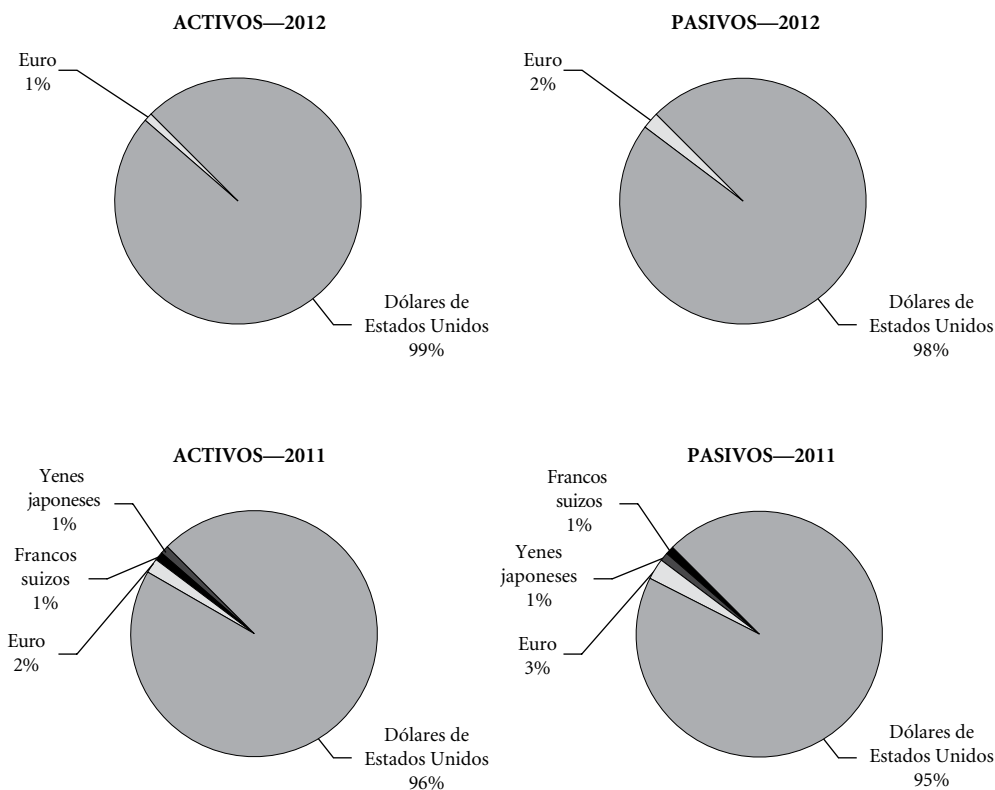 ACTIVOS—2012
Euro
1%
Dólares de
Estados Unidos
99%
PASIVOS—2012
Euro
2%
Dólares de
Estados Unidos
98%
ACTIVOS—2011
Yenes
japoneses
1%
Francos
suizos
1%
Euro
2%
Dólares de
Estados Unidos
96%
PASIVOS—2011
Francos
suizos
1%
Yenes
japoneses
1%
Euro
3%
Dólares de
Estados Unidos
95%